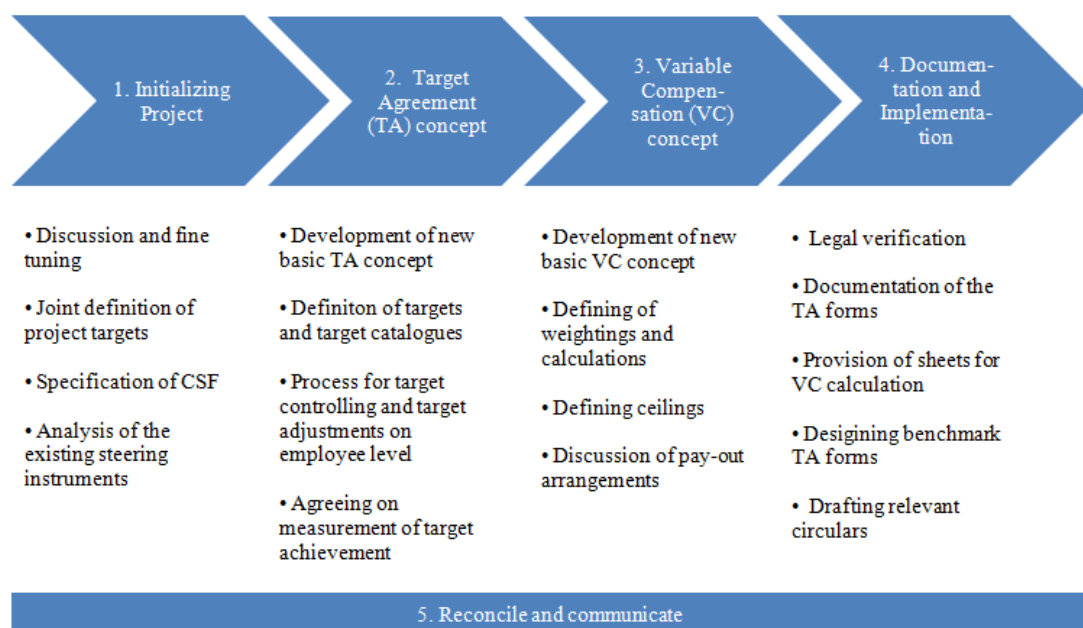 1. Initializing
Project
2. Target
Agreement
(TA) concept
3. Variable
Compen-
sation (VC)
concept
4. Documen-
tation and
Implementa-
tion
• Discussion and fine
tuning
• Joint definition of
project targets
• Specification of CSF
• Analysis of the
existing steering
instruments
• Development of new
basic TA concept
• Definiton of targets
and target catalogues
• Process for target
controlling and target
adjustments on
employee level
• Agreeing on
measurement of target
achievement
• Development of new
basic VC concept
• Defining of
weightings and
calculations
• Defining ceilings
• Discussion of pay-out
arrangements
• Legal verification
• Documentation of the
TA forms
• Provision of sheets for
VC calculation
• Desigining benchmark
TA forms
• Drafting relevant
circulars
5. Reconcile and communicate